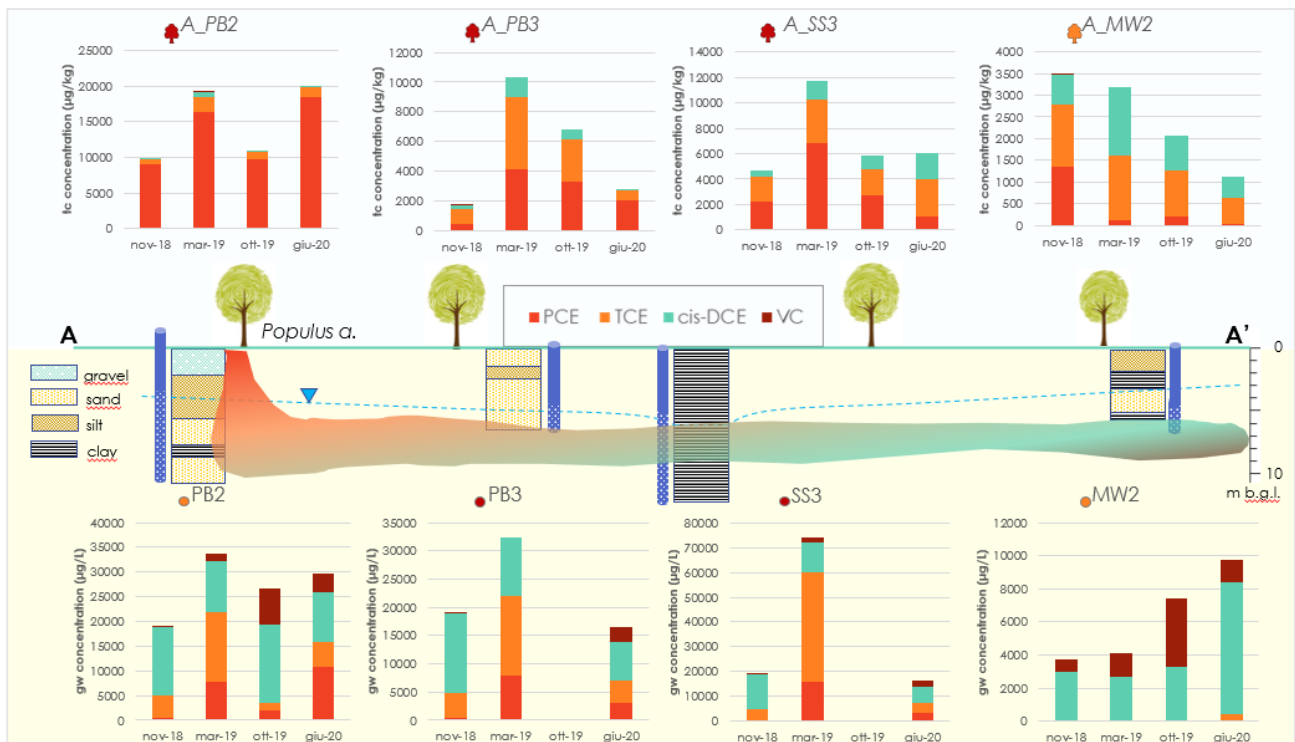 A_PB2
A_PB3
A_SS3
A_MW2
tc concentration (µg/kg)
25000
20000
15000
10000
5000
0
nov-18 mar-19 ott-19 giu-20
tc concentration (µg/kg)
12000
10000
8000
6000
4000
2000
0
nov-18 mar-19 ott-19 giu-20
tc concentration (µg/kg)
14000
12000
10000
8000
6000
4000
2000
0
nov-18 mar-19 ott-19 giu-20
tc concentration (µg/kg)
4000
3500
3000
2500
2000
1500
1000
500
0
nov-18 mar-19 ott-19 giu-20
PCE TCE cis-DCE VC
A
Populus a.
A'
0
gravel
sand
silt
clay
10
m b.g.l.
PB2
PB3
SS3
MW2
gw concentration (µg/L)
40000
35000
30000
25000
20000
15000
10000
5000
0
nov-18 mar-19 ott-19 giu-20
gw concentration (µg/L)
35000
30000
25000
20000
15000
10000
5000
0
nov-18 mar-19 ott-19 giu-20
gw concentration (µg/L)
80000
70000
60000
50000
40000
30000
20000
10000
0
nov-18 mar-19 ott-19 giu-20
gw concentration (µg/L)
12000
10000
8000
6000
4000
2000
0
nov-18 mar-19 ott-19 giu-20